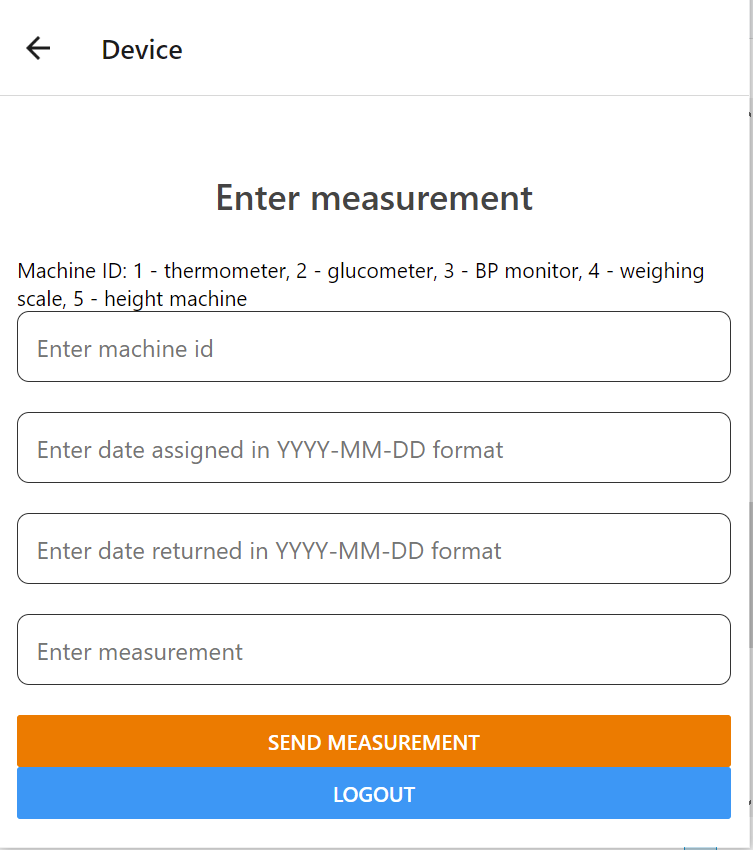 Device
Enter measurement
Machine ID: 1 - thermometer, 2 - glucometer, 3 - BP monitor, 4 - weighing
scale, 5 - height machine
Enter machine id
Enter date assigned in YYYY-MM-DD format
Enter date returned in YYYY-MM-DD format
Enter measurement
SEND MEASUREMENT
LOGOUT